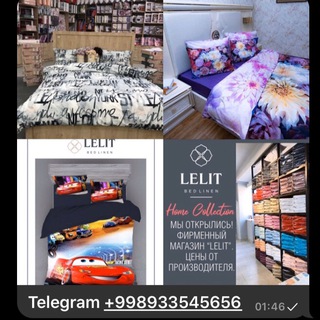 LELIT
BED LINEN
LELIT
BED LINEN
Home Collection
МЫ ОТКРЫЛИСЬ!
ФИРМЕННЫЙ
МАГАЗИН "LELIT".
ЦЕНЫ ОТ
ПРОИЗВОДИТЕЛЯ.
Telegram +998933545656
01:46